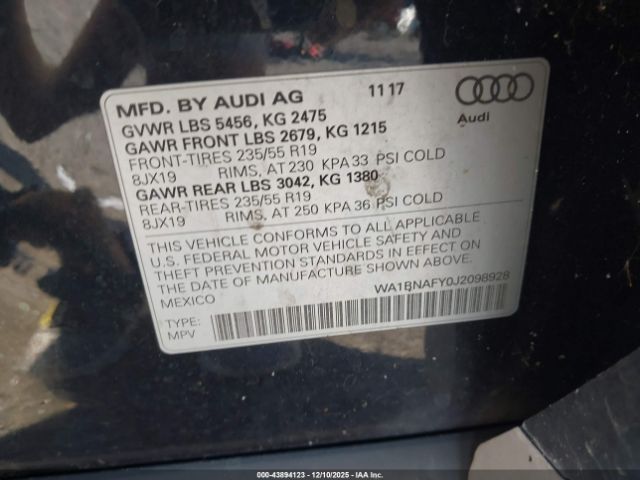 MFD. BY AUDI AG 11 17
GVWR LBS 5456, KG 2475
GAWR FRONT LBS 2679, KG 1215
FRONT-TIRES 235/55 R19
8JX19 RIMS, AT 230 KPA 33 PSI COLD
GAWR REAR LBS 3042, KG 1380
REAR-TIRES 235/55 R19
8JX19 RIMS, AT 250 KPA 36 PSI COLD
Audi
THIS VEHICLE CONFORMS TO ALL APPLICABLE
U.S. FEDERAL MOTOR VEHICLE SAFETY AND
THEFT PREVENTION STANDARDS IN EFFECT ON
THE DATE OF MANUFACTURE SHOWN ABOVE.
MEXICO
WA1BNAFY0J2098928
TYPE:
MPV
000-43894123 - 12/10/2025 - IAA Inc.